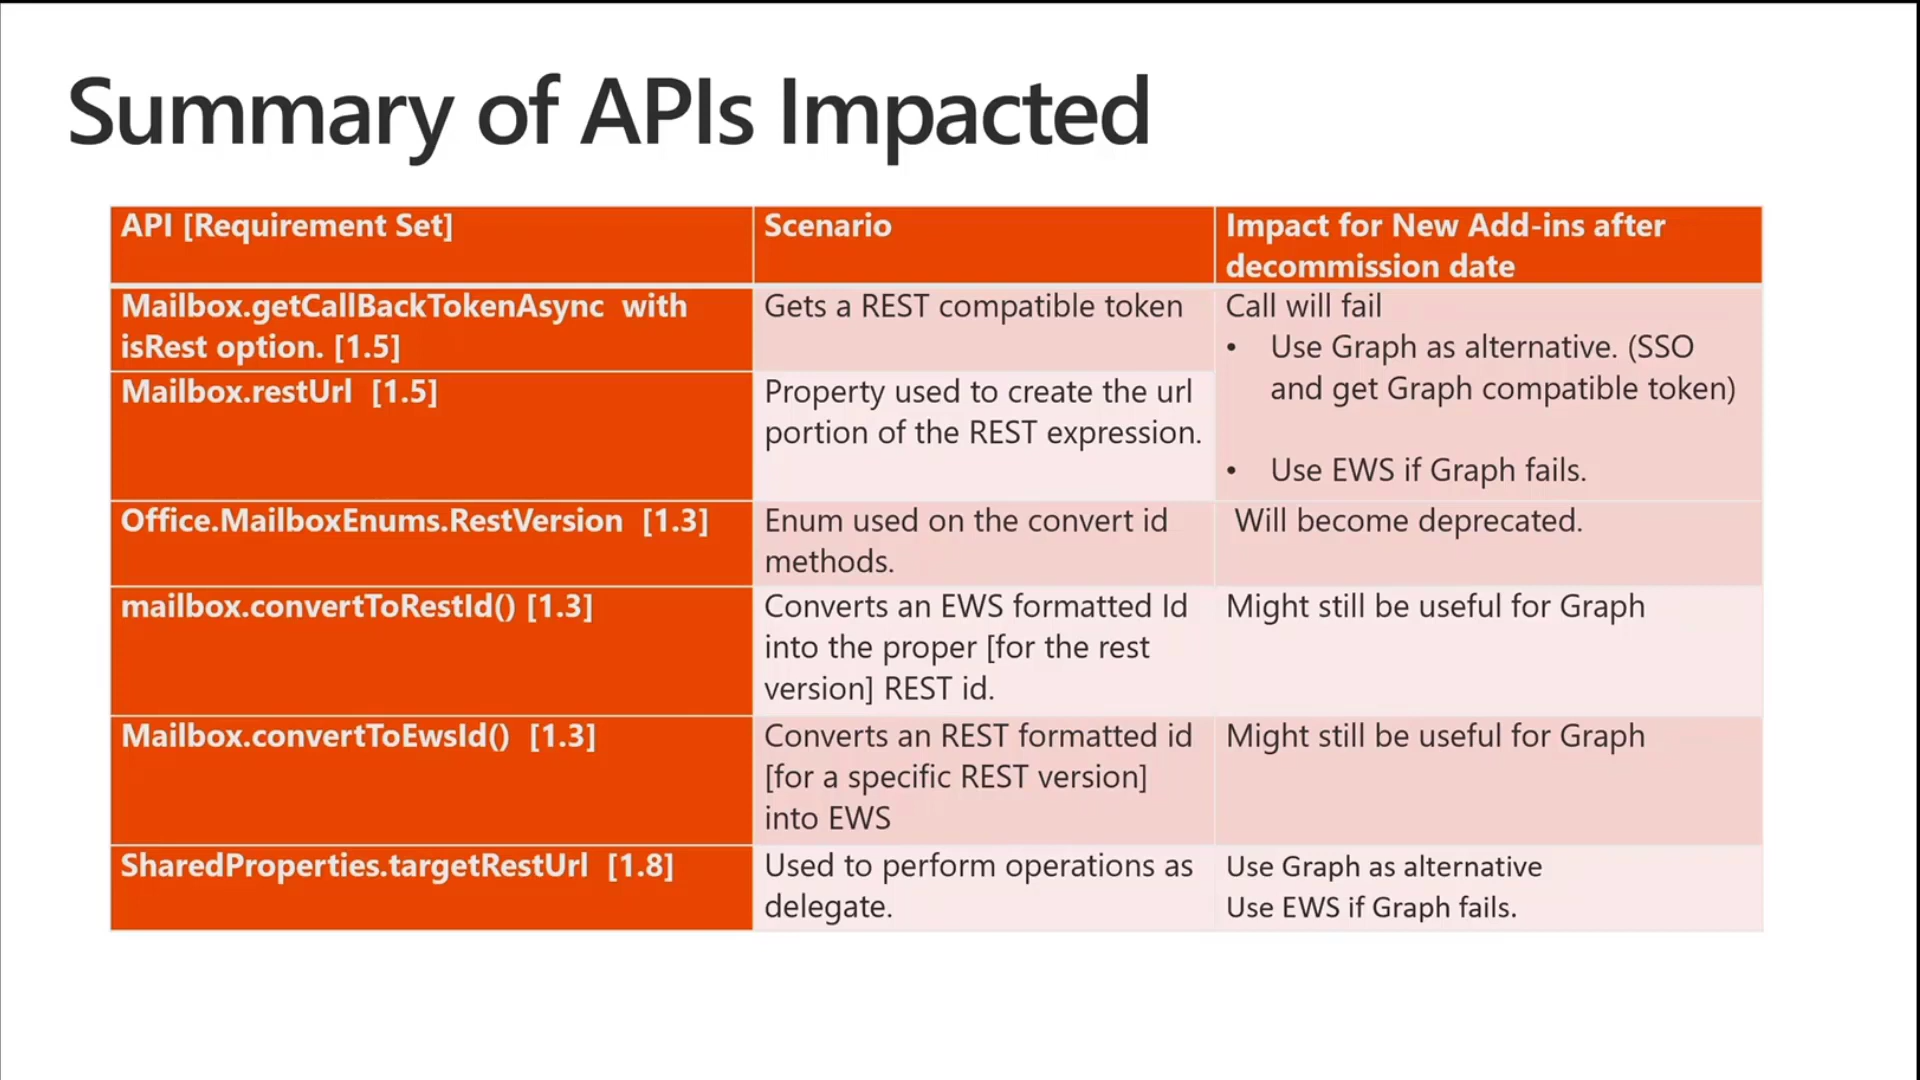 Summary of APIs Impacted
API [Requirement Set]
Scenario
Impact for New Add-ins after
decommission date
Mailbox.getCallBackTokenAsync with
isRest option. [1.5]
Gets a REST compatible token
Call will fail
• Use Graph as alternative. (SSO
and get Graph compatible token)
• Use EWS if Graph fails.
Mailbox.restUrl [1.5]
Property used to create the url
portion of the REST expression.
Office.MailboxEnums.RestVersion [1.3]
Enum used on the convert id
methods.
Will become deprecated.
mailbox.convertToRestId() [1.3]
Converts an EWS formatted Id
into the proper [for the rest
version] REST id.
Might still be useful for Graph
Mailbox.convertToEwsId() [1.3]
Converts an REST formatted id
[for a specific REST version]
into EWS
Might still be useful for Graph
SharedProperties.targetRestUrl [1.8]
Used to perform operations as
delegate.
Use Graph as alternative
Use EWS if Graph fails.